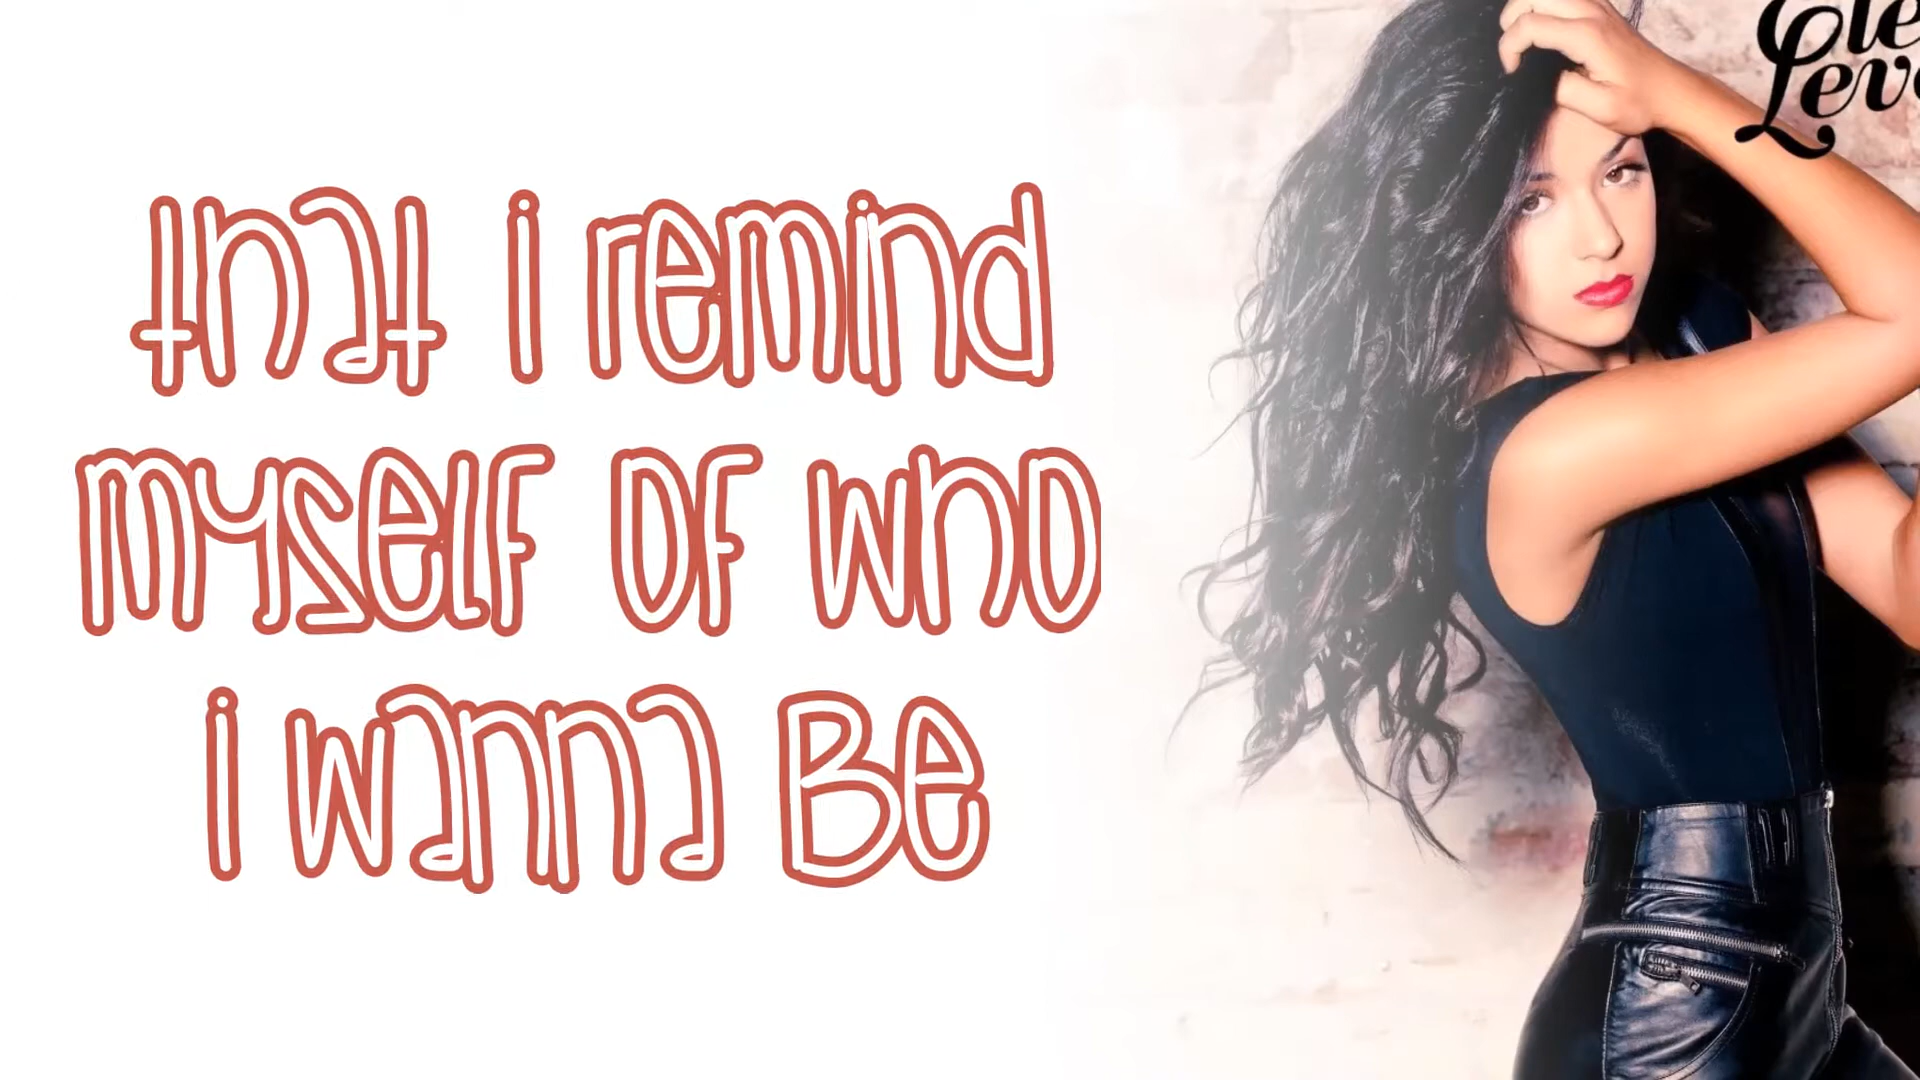 that i remind
myself of who
i wanna Be